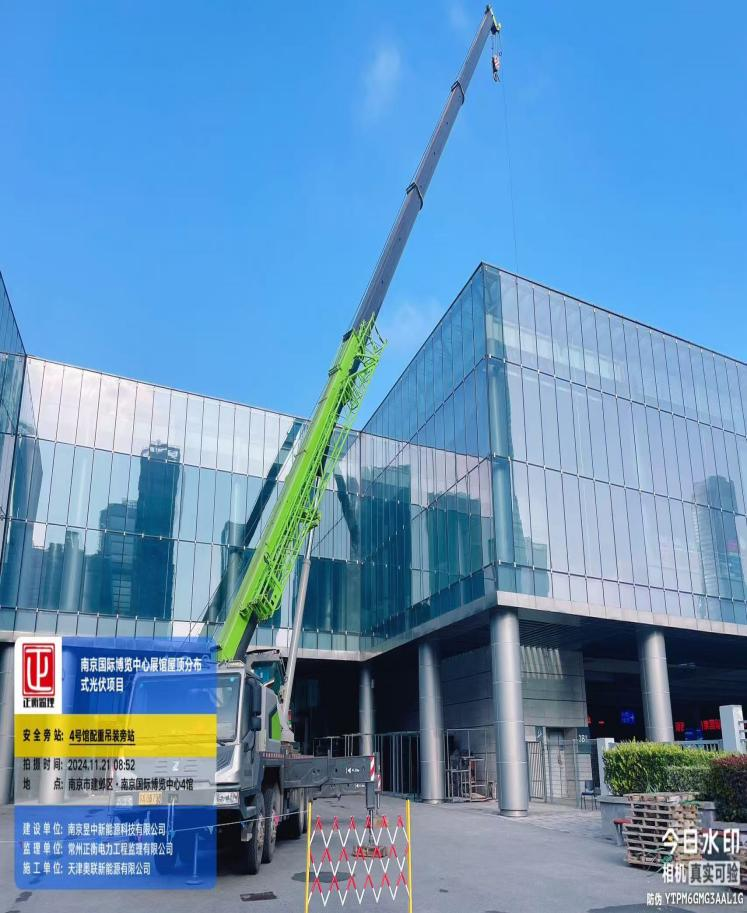 南京国际博览中心展馆屋顶分布
式光伏项目
正衡监理
安全旁站: 4号馆配重吊装旁站
拍摄时间: 2024.11.21 08:52
地 点: 南京市建邺区·南京国际博览中心4馆
建设单位: 南京昱中新能源科技有限公司
监理单位: 常州正衡电力工程监理有限公司
施工单位: 天津奥联新能源有限公司
3B1
今日水印
相机 真实可验
防伪 YTPM6GMG3AAL1G